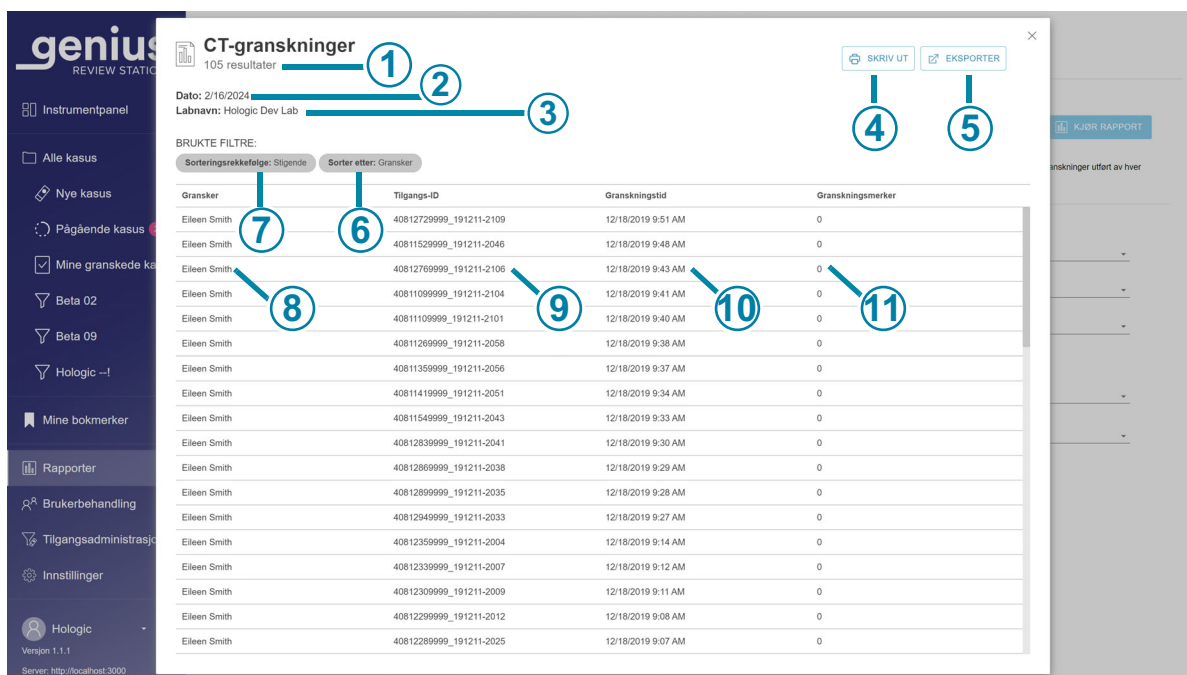 genius
REVIEW STATIO
Instrumentpanel
Alle kasus
Nye kasus
Pågående kasus
Mine granskede ka
Beta 02
Beta 09
Hologic --!
Mine bokmerker
Rapporter
Brukerbehandling
Tilgangsadministrasjo
Innstillinger
Hologic
Versjon 1.1.1
Server: http://localhost:3000
CT-granskninger
105 resultater
1
Dato: 2/16/2024
2
Labnavn: Hologic Dev Lab
3
SKRIV UT
EKSPORTER
4
5
BRUKTE FILTRE:
Sorteringsrekkefølge: Stigende
Sorter etter: Gransker
7
6
Gransker Tilgangs-ID Granskningstid Granskningsmerker
Eileen Smith 40812729999_191211-2109 12/18/2019 9:51 AM 0
Eileen Smith 40811529999_191211-2046 12/18/2019 9:48 AM 0
Eileen Smith 40812769999_191211-2106 12/18/2019 9:43 AM 0
Eileen Smith 40811099999_191211-2104 12/18/2019 9:41 AM 0
8
9
10
11
Eileen Smith 40811109999_191211-2101 12/18/2019 9:40 AM 0
Eileen Smith 40811269999_191211-2058 12/18/2019 9:38 AM 0
Eileen Smith 40811359999_191211-2056 12/18/2019 9:37 AM 0
Eileen Smith 40811419999_191211-2051 12/18/2019 9:34 AM 0
Eileen Smith 40811549999_191211-2043 12/18/2019 9:33 AM 0
Eileen Smith 40812839999_191211-2041 12/18/2019 9:30 AM 0
Eileen Smith 40812869999_191211-2038 12/18/2019 9:29 AM 0
Eileen Smith 40812899999_191211-2035 12/18/2019 9:28 AM 0
Eileen Smith 40812949999_191211-2033 12/18/2019 9:27 AM 0
Eileen Smith 40812359999_191211-2004 12/18/2019 9:14 AM 0
Eileen Smith 40812339999_191211-2007 12/18/2019 9:12 AM 0
Eileen Smith 40812309999_191211-2009 12/18/2019 9:11 AM 0
Eileen Smith 40812299999_191211-2012 12/18/2019 9:08 AM 0
Eileen Smith 40812289999_191211-2025 12/18/2019 9:07 AM 0
KJØR RAPPORT
anskninger utført av hver